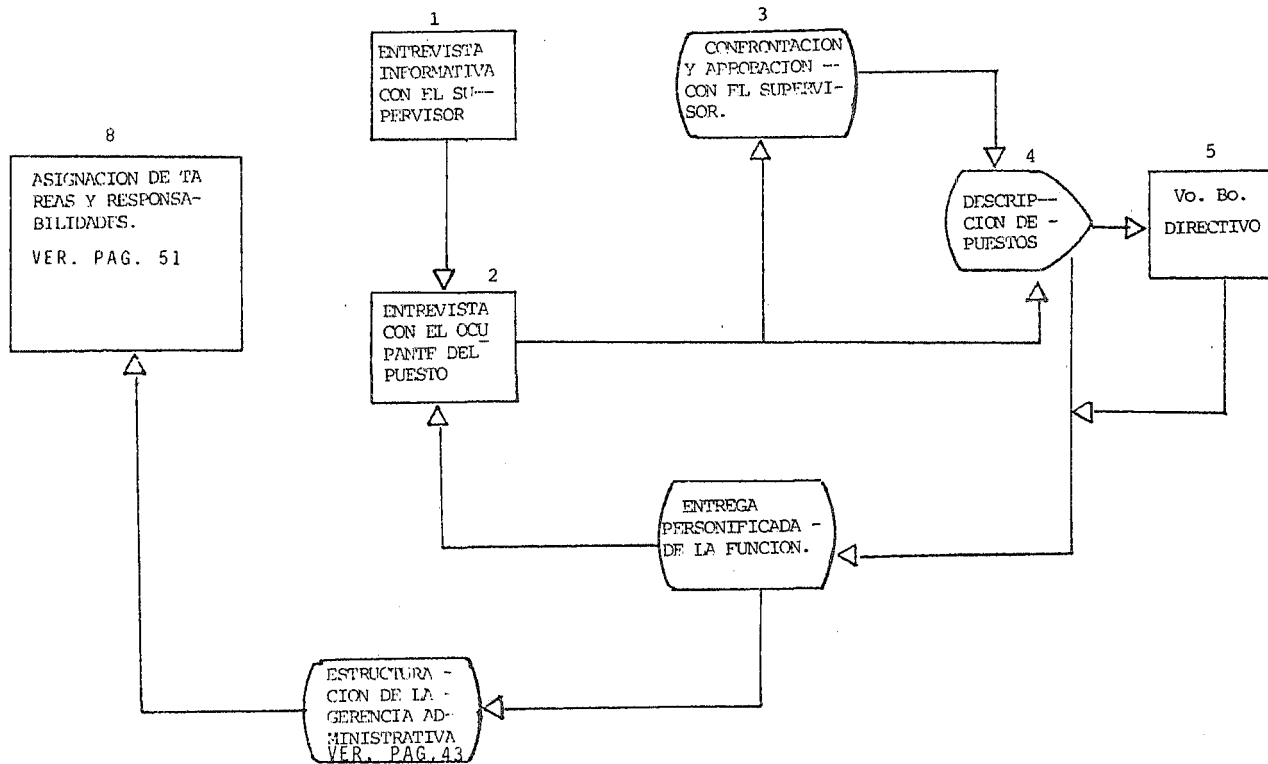 1
ENTREVISTA
INFORMATIVA
CON EL SU--
PERVISOR
3
CONFRONTACION
Y APROBACION --
CON EL SUPERVI-
SOR.
8
ASIGNACION DE TA
REAS Y RESPONSA-
BILIDADES.
VER. PAG. 51
4
DESCRIP--
CION DE -
PUESTOS
5
Vo. Bo.
DIRECTIVO
2
ENTREVISTA
CON EL OCU
PANTE DEL
PUESTO
ENTREGA
PERSONIFICADA -
DE LA FUNCION.
ESTRUCTURA -
CION DE LA -
GERENCIA AD-
MINISTRATIVA
VER. PAG. 43